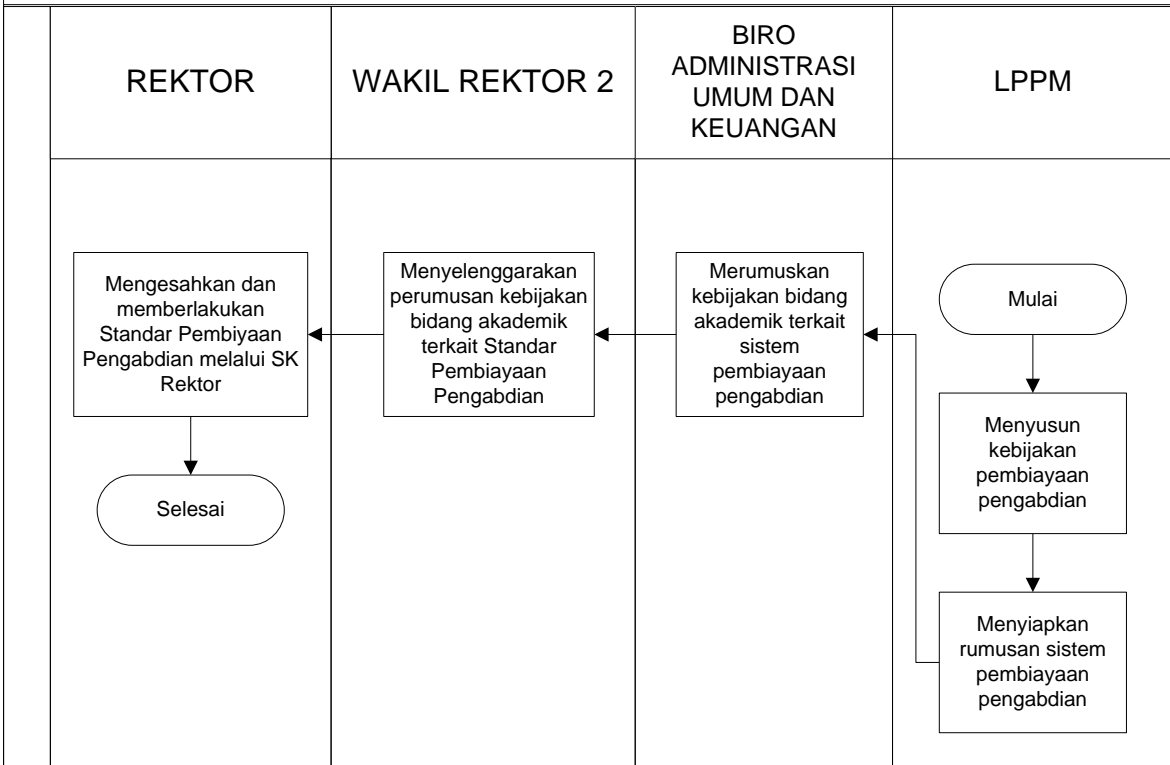 REKTOR
WAKIL REKTOR 2
BIRO
ADMINISTRASI
UMUM DAN
KEUANGAN
LPPM
Mengesahkan dan
memberlakukan
Standar Pembiyaan
Pengabdian melalui SK
Rektor
Selesai
Menyelenggarakan
perumusan kebijakan
bidang akademik
terkait Standar
Pembiayaan
Pengabdian
Merumuskan
kebijakan bidang
akademik terkait
sistem
pembiayaan
pengabdian
Mulai
Menyusun
kebijakan
pembiayaan
pengabdian
Menyiapkan
rumusan sistem
pembiayaan
pengabdian